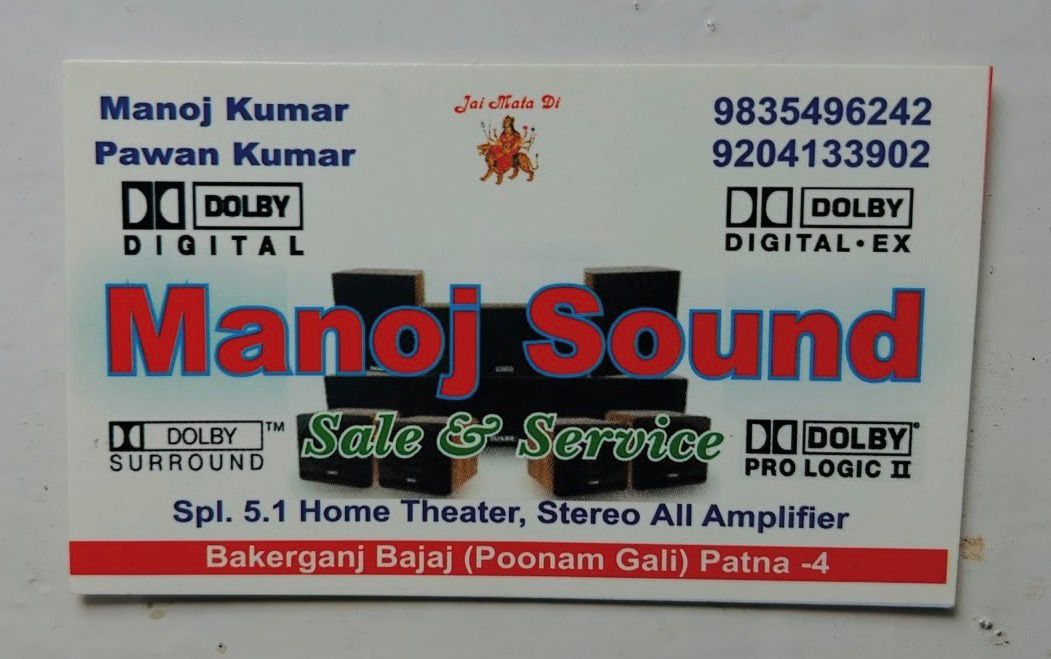 Jai Mata Di
Manoj Kumar
Pawan Kumar
9835496242
9204133902
DOLBY
DIGITAL
DOLBY
DIGITAL • EX
Manoj Sound
Sale & Service
DOLBY ™
SURROUND
DOLBY ®
PRO LOGIC II
Spl. 5.1 Home Theater, Stereo All Amplifier
Bakerganj Bajaj (Poonam Gali) Patna -4